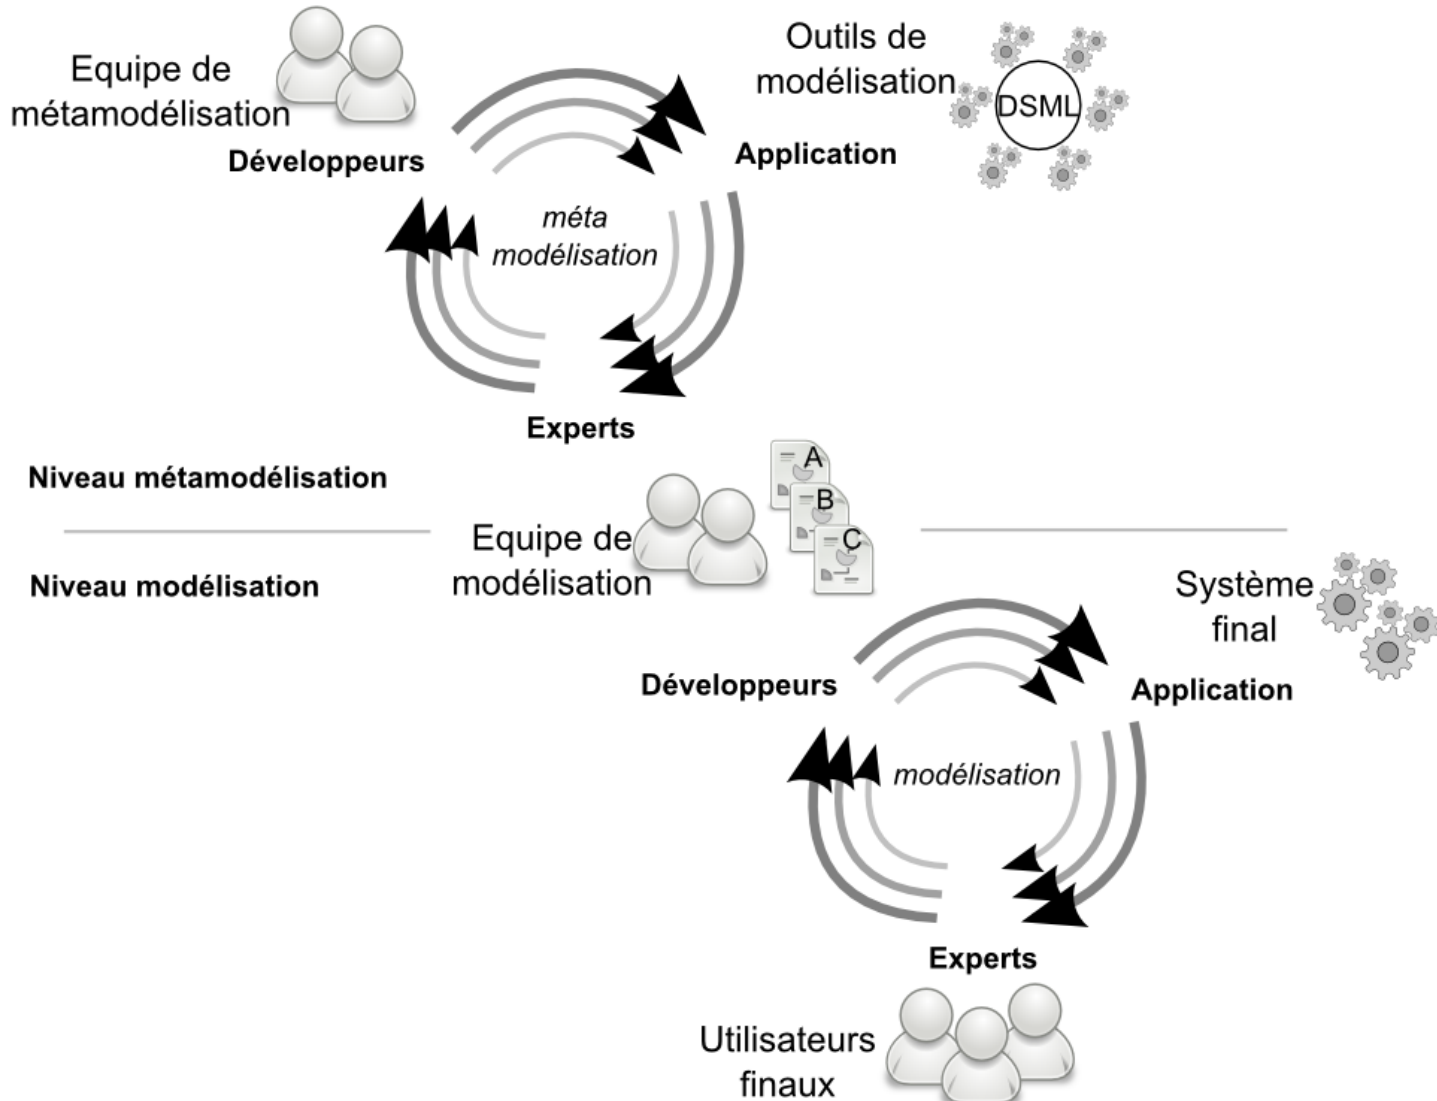 Equipe de
métamodélisation
Développeurs
Outils de
modélisation
DSML
Application
méta
modélisation
Experts
Niveau métamodélisation
Niveau modélisation
Equipe de
modélisation
A
B
C
Système
final
Développeurs
Application
modélisation
Experts
Utilisateurs
finaux